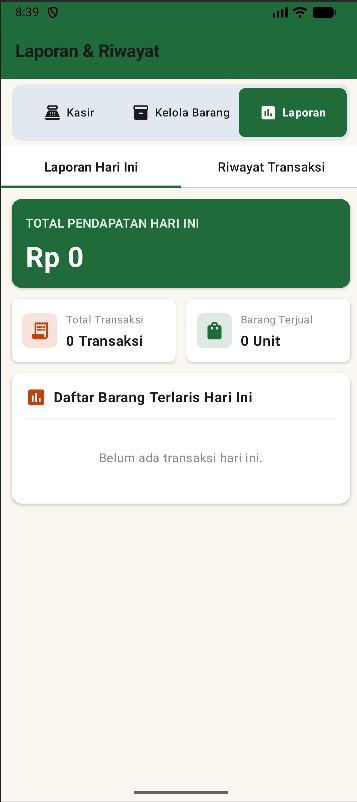 8:39
Laporan & Riwayat
Kasir
Kelola Barang
Laporan
Laporan Hari Ini
Riwayat Transaksi
TOTAL PENDAPATAN HARI INI
Rp 0
Total Transaksi
0 Transaksi
Barang Terjual
0 Unit
Daftar Barang Terlaris Hari Ini
Belum ada transaksi hari ini.